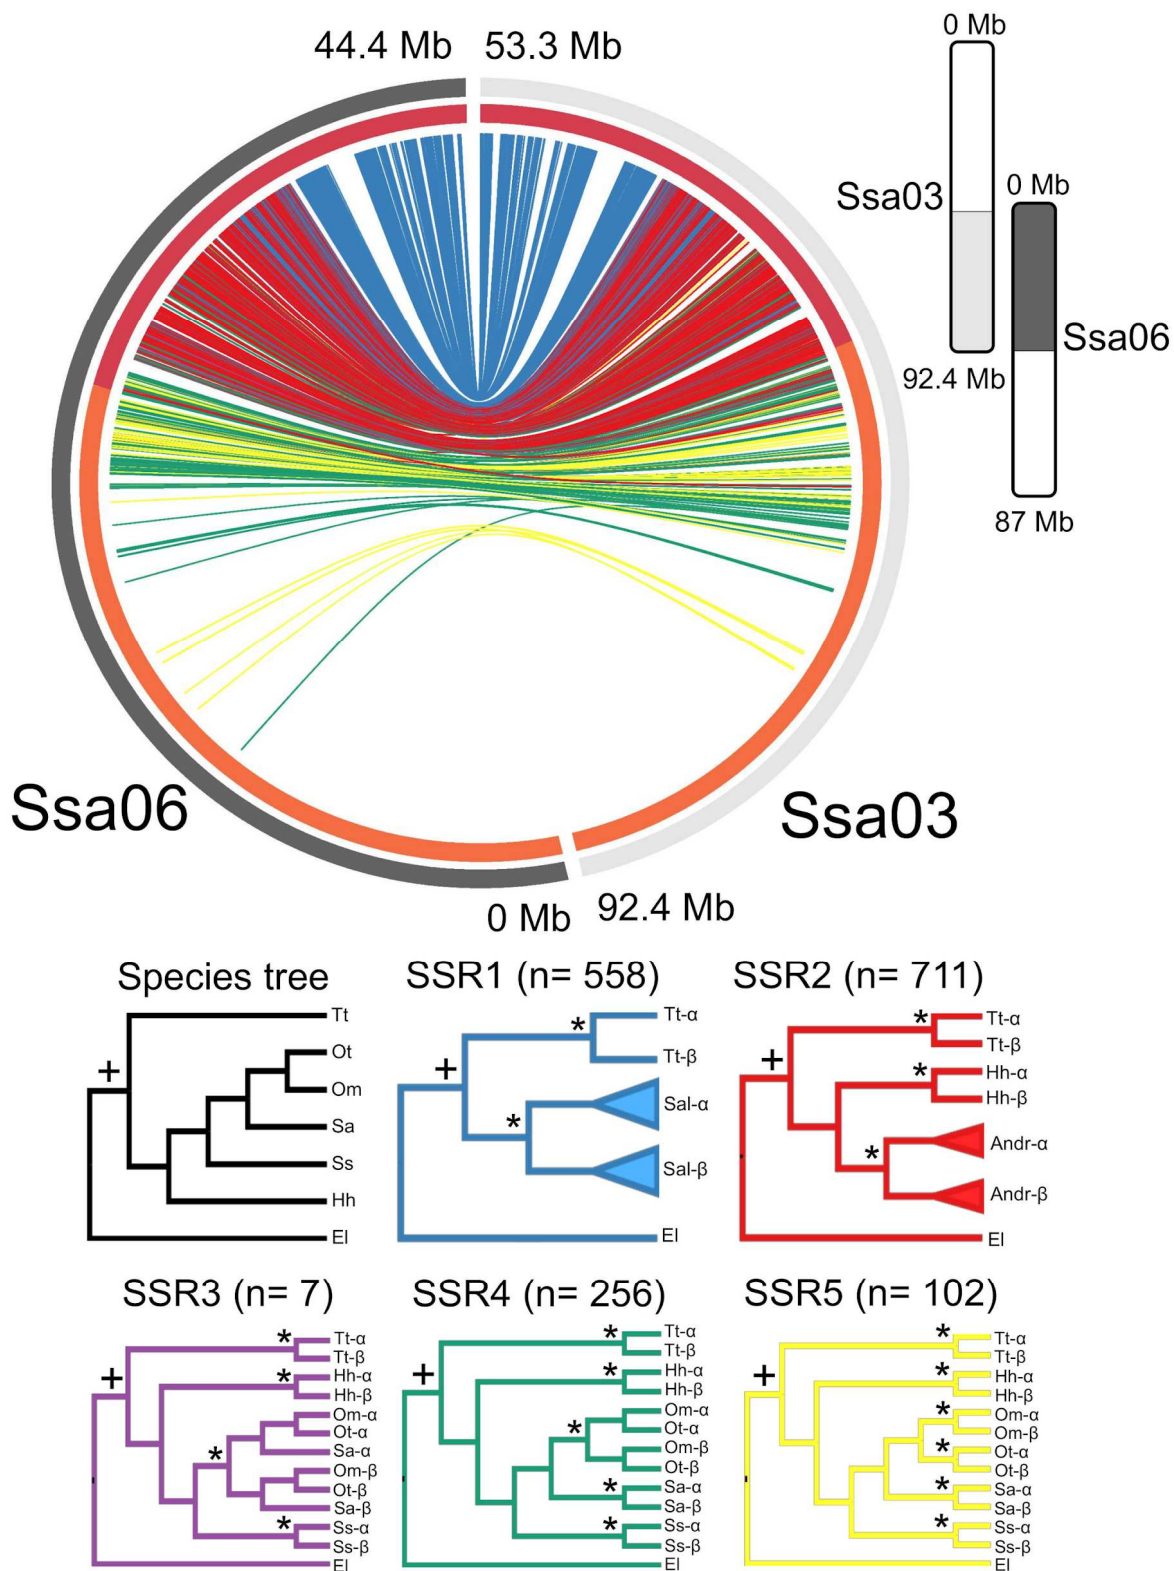 44.4 Mb 53.3 Mb
0 Mb
Ssa03
0 Mb
92.4 Mb
Ssa06
87 Mb
Ssa06
Ssa03
0 Mb 92.4 Mb
Species tree
+
Tt
Ot
Om
Sa
Ss
Hh
El
SSR1 (n= 558)
+
*
*
Tt-α
Tt-β
Sal-α
Sal-β
El
SSR2 (n= 711)
+
*
*
*
Tt-α
Tt-β
Hh-α
Hh-β
Andr-α
Andr-β
El
SSR3 (n= 7)
+
*
*
*
*
Tt-α
Tt-β
Hh-α
Hh-β
Om-α
Ot-α
Sa-α
Om-β
Ot-β
Sa-β
Ss-α
Ss-β
El
SSR4 (n= 256)
+
*
*
*
*
*
Tt-α
Tt-β
Hh-α
Hh-β
Om-α
Ot-α
Om-β
Ot-β
Sa-α
Sa-β
Ss-α
Ss-β
El
SSR5 (n= 102)
+
*
*
*
*
*
*
Tt-α
Tt-β
Hh-α
Hh-β
Om-α
Om-β
Ot-α
Ot-β
Sa-α
Sa-β
Ss-α
Ss-β
El